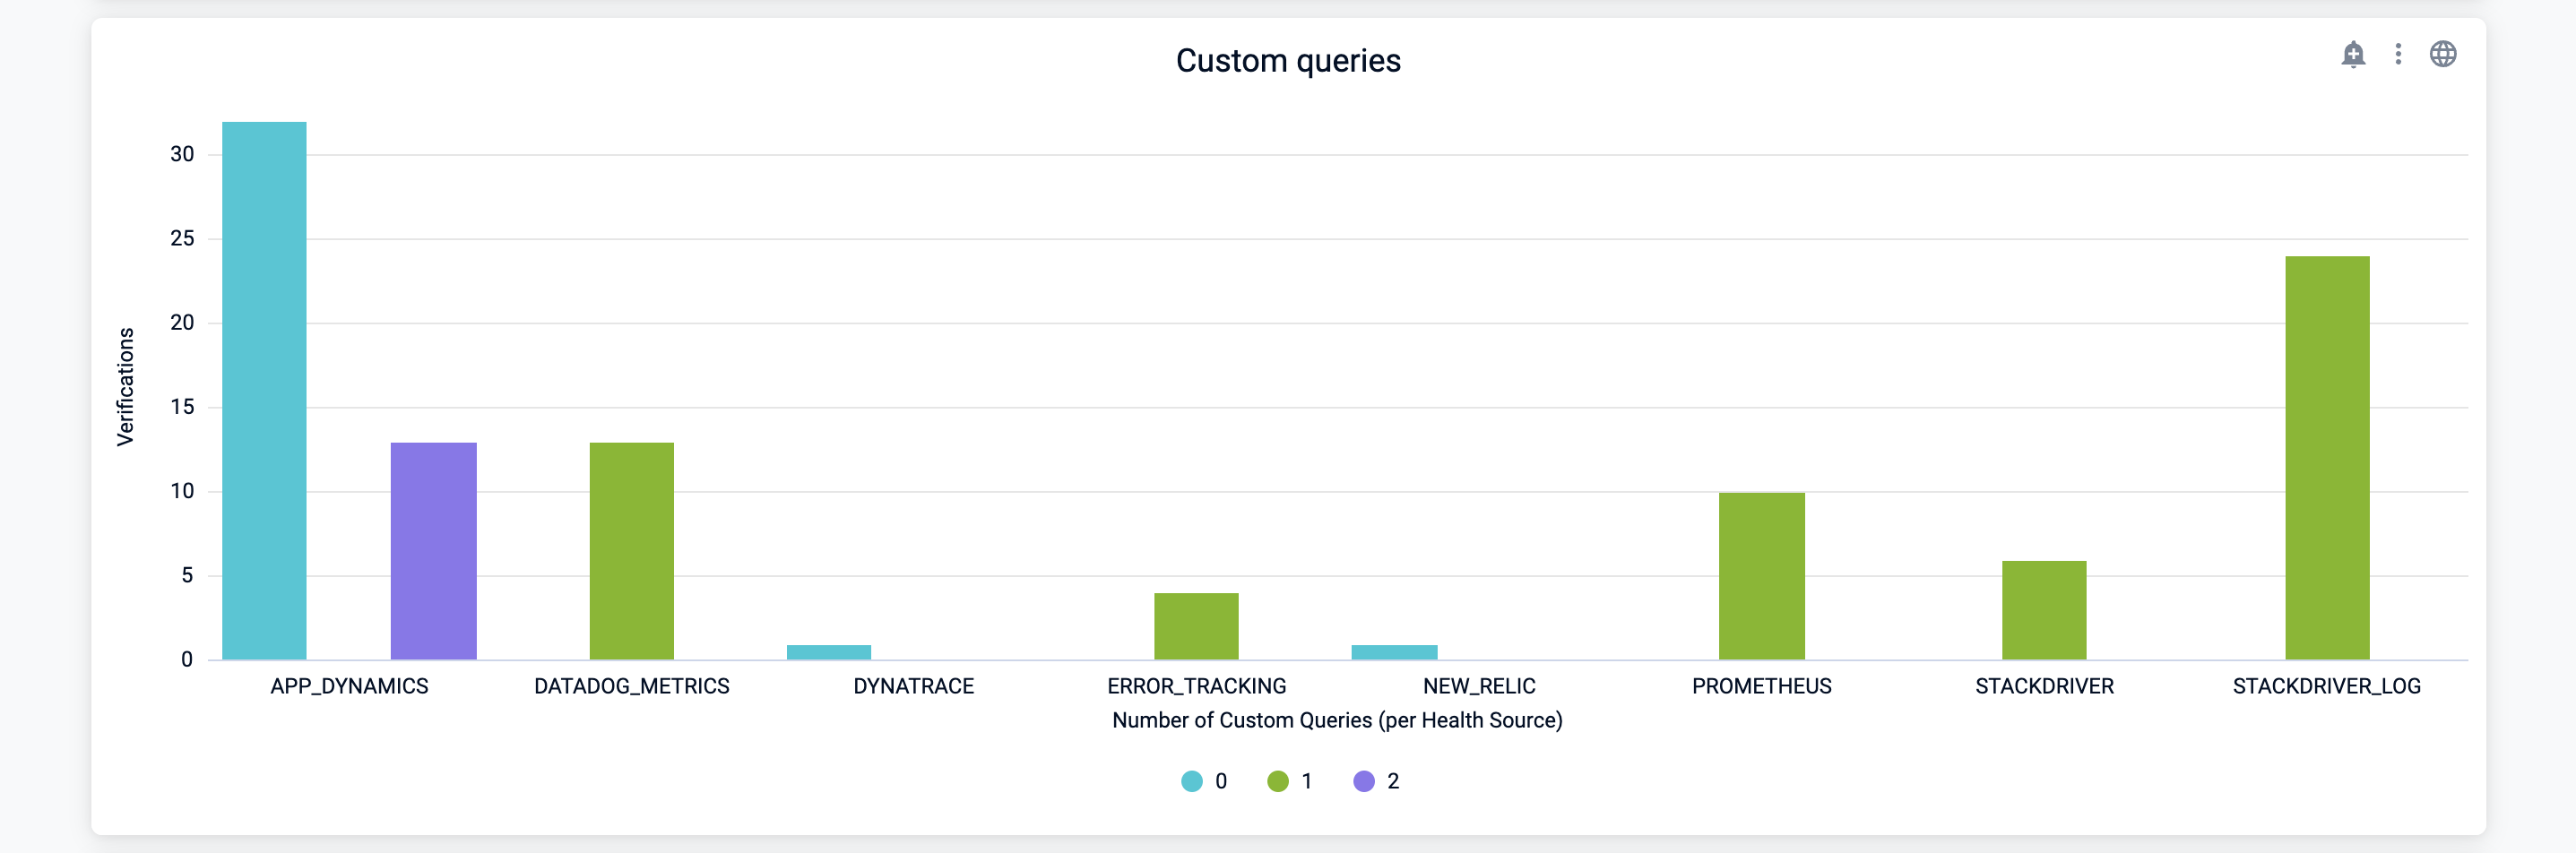 Custom queries
30
25
20
15
10
5
0
Verifications
APP_DYNAMICS DATADOG_METRICS DYNATRACE ERROR_TRACKING NEW_RELIC PROMETHEUS STACKDRIVER STACKDRIVER_LOG
Number of Custom Queries (per Health Source)
0 1 2